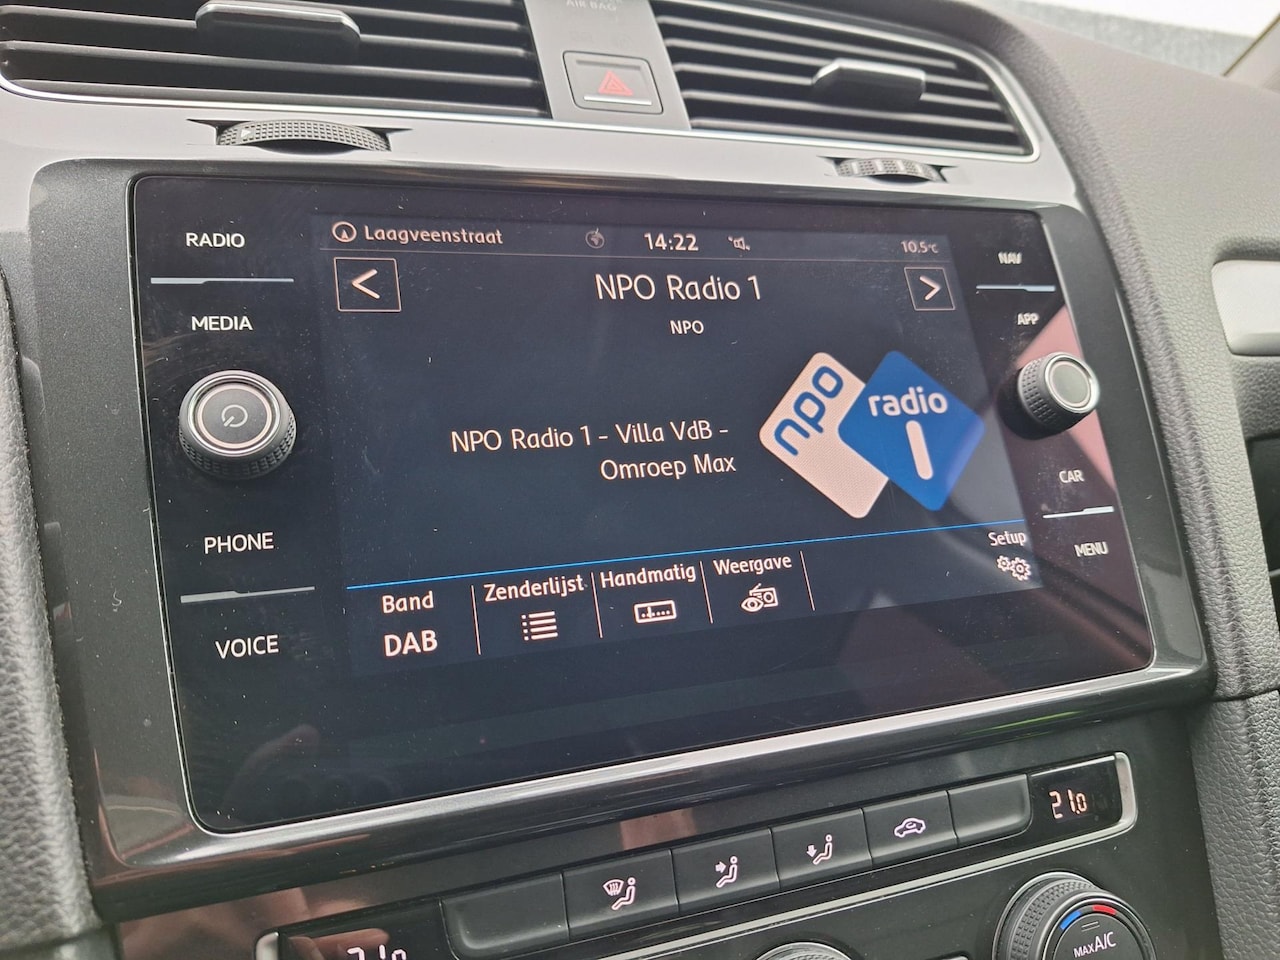 AIR BAG
RADIO
MEDIA
PHONE
VOICE
Laagveenstraat
14:22
10.5°C
<
NPO Radio 1
>
NPO
NPO Radio 1 - Villa VdB -
Omroep Max
npo
radio
1
Band
DAB
Zenderlijst
Handmatig
Weergave
Setup
NAV
APP
CAR
MENU
21.0
MAX A/C